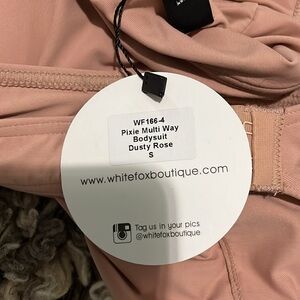 WF166-4
Pixie Multi Way
Bodysuit
Dusty Rose
S
www.whitefoxboutique.com
Tag us in your pics
@whitefoxboutique